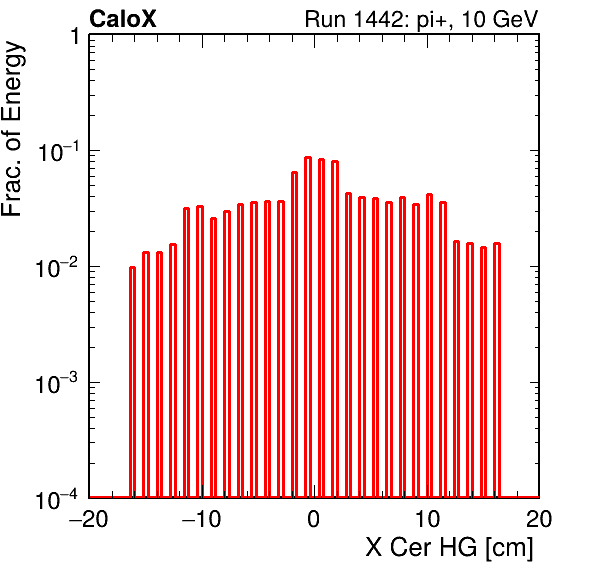 CaloX Run 1442: pi+, 10 GeV
Frac. of Energy
1
10⁻¹
10⁻²
10⁻³
10⁻⁴
−20 −10 0 10 20
X Cer HG [cm]